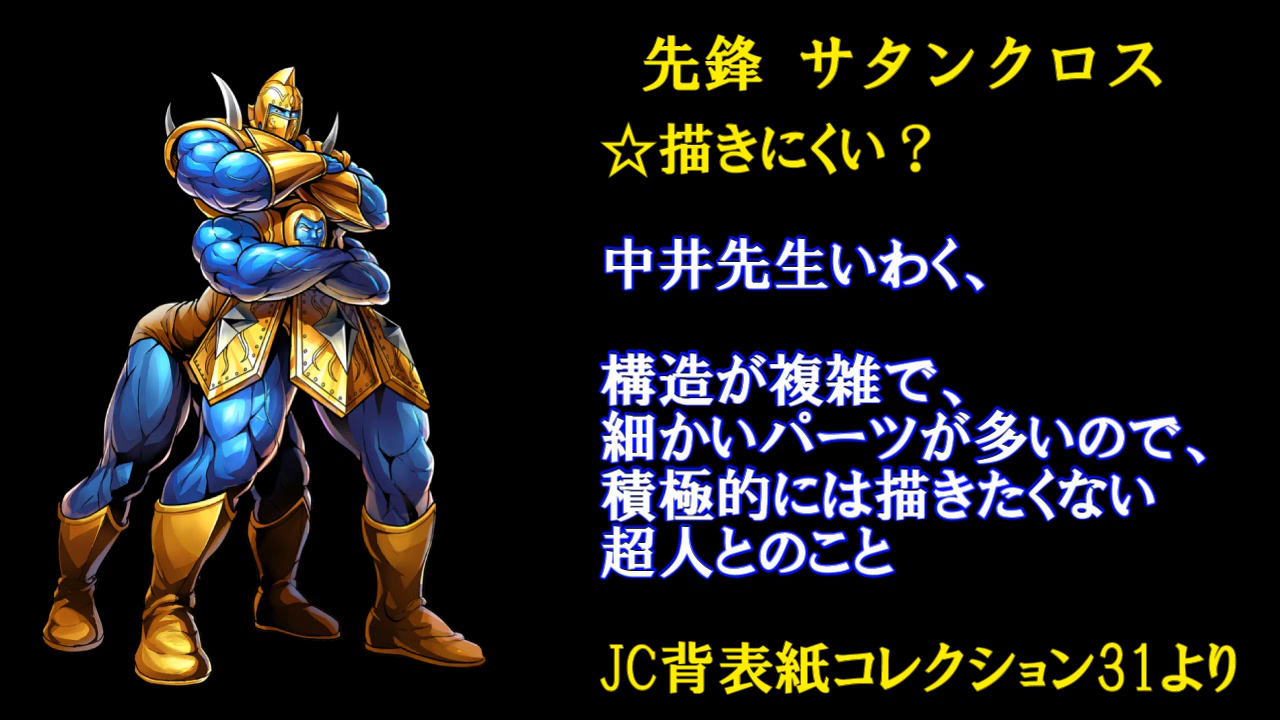 先鋒 サタンクロス
☆描きにくい？
中井先生いわく、
構造が複雑で、
細かいパーツが多いので、
積極的には描きたくない
超人とのこと
JC背表紙コレクション31より